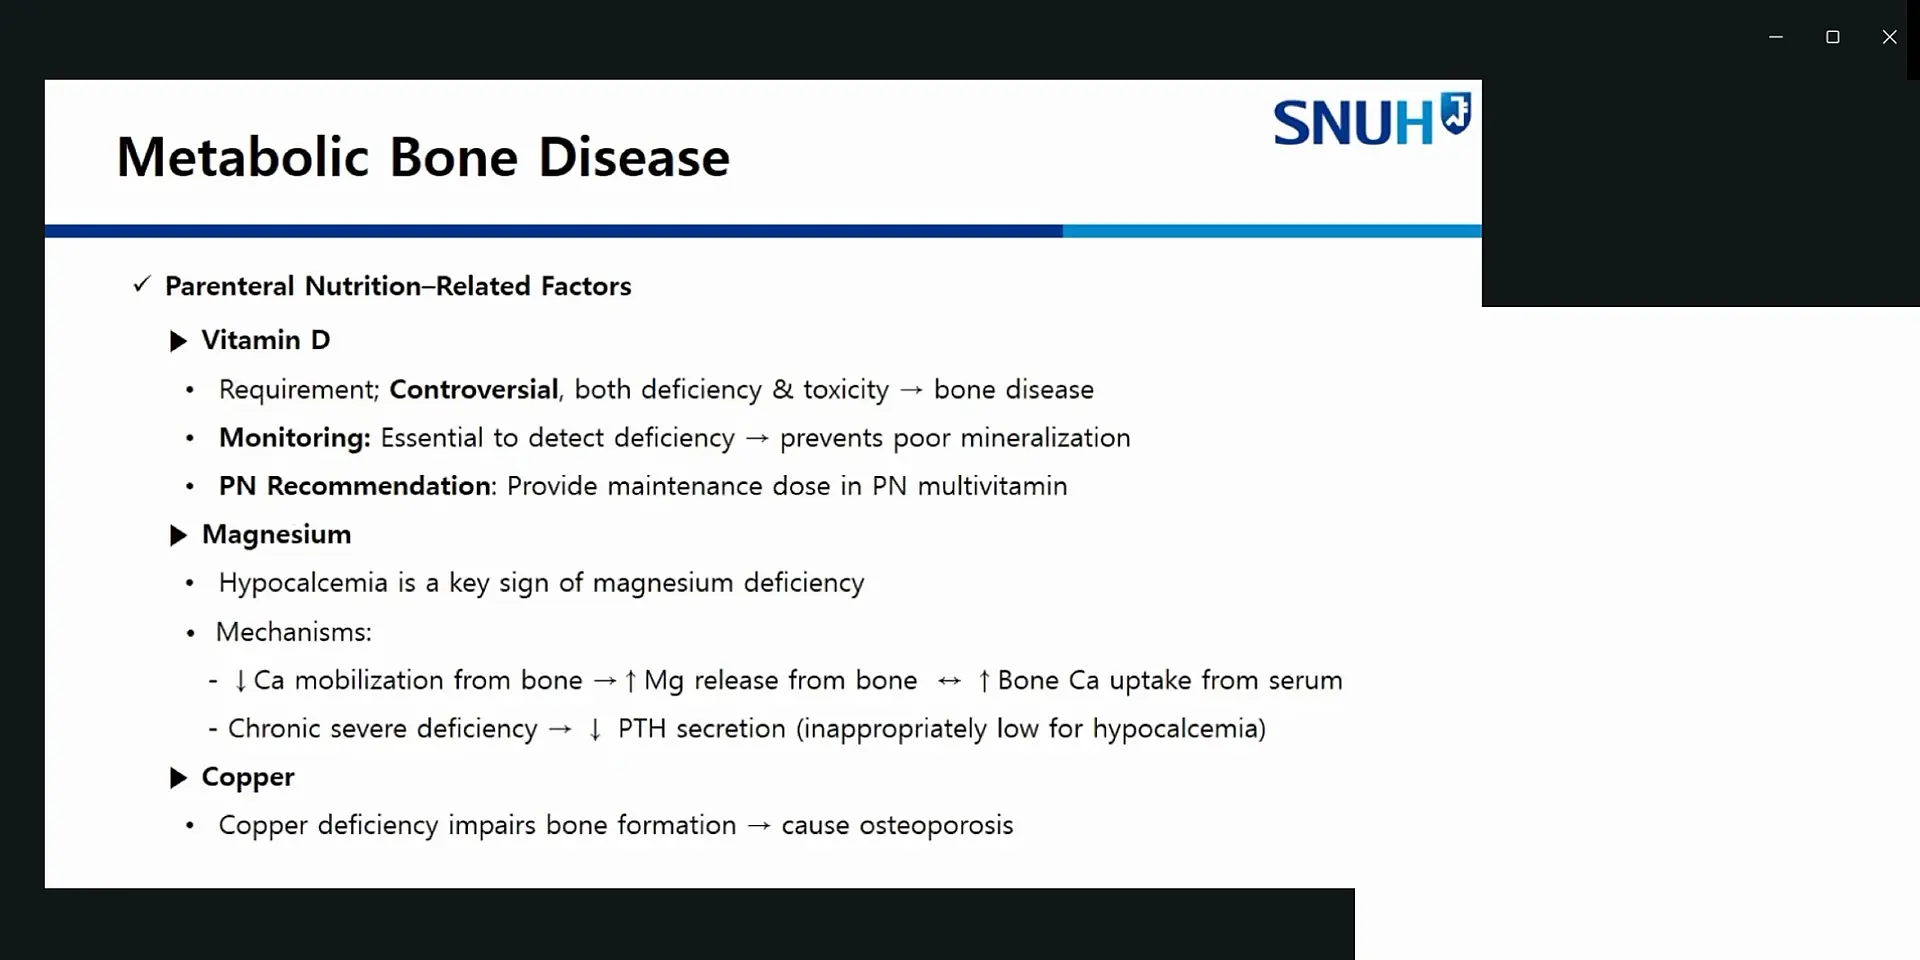 SNUH
Metabolic Bone Disease
✓ Parenteral Nutrition–Related Factors
▶ Vitamin D
• Requirement; Controversial, both deficiency & toxicity → bone disease
• Monitoring: Essential to detect deficiency → prevents poor mineralization
• PN Recommendation: Provide maintenance dose in PN multivitamin
▶ Magnesium
• Hypocalcemia is a key sign of magnesium deficiency
• Mechanisms:
- ↓Ca mobilization from bone →↑Mg release from bone ↔ ↑Bone Ca uptake from serum
- Chronic severe deficiency → ↓ PTH secretion (inappropriately low for hypocalcemia)
▶ Copper
• Copper deficiency impairs bone formation → cause osteoporosis